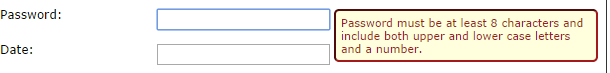 Password:
Password must be at least 8 characters and
include both upper and lower case letters
and a number.
Date: